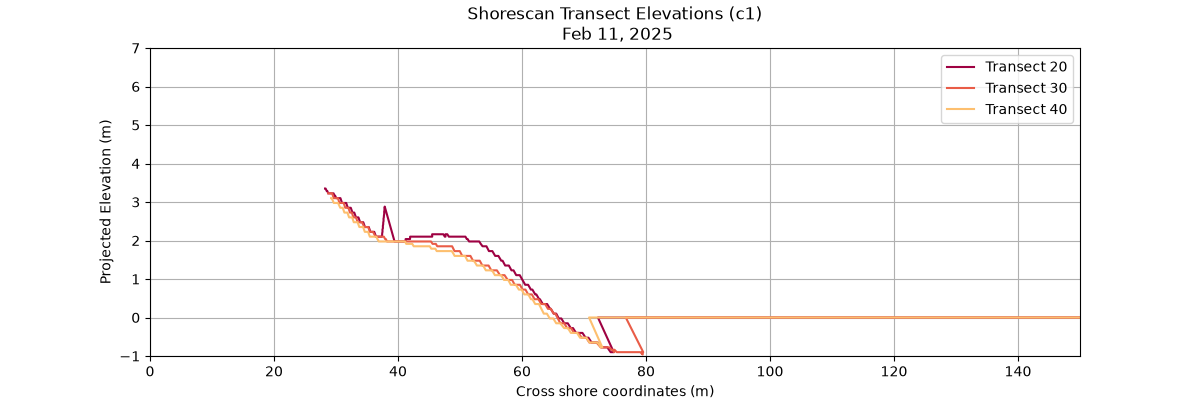 Shorescan Transect Elevations (c1)
Feb 11, 2025
Projected Elevation (m)
7
6
5
4
3
2
1
0
−1
0 20 40 60 80 100 120 140
Cross shore coordinates (m)
Transect 20
Transect 30
Transect 40